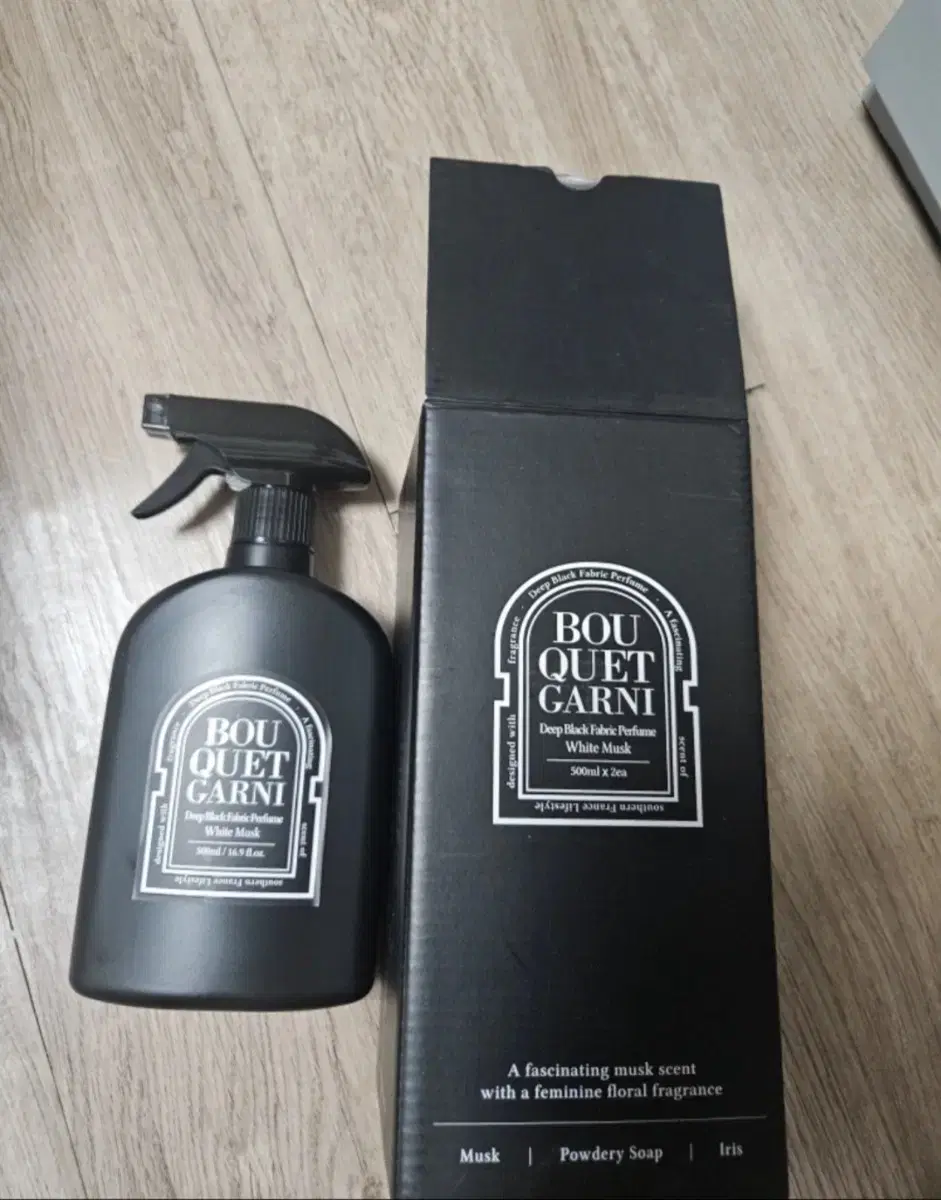 Deep Black Fabric Perfume · A fascinating
scent of
southern France Lifestyle
designed with
fragrance
BOU
QUET
GARNI
Deep Black Fabric Perfume
White Musk
500ml / 16.9 fl.oz.
Deep Black Fabric Perfume · A fascinating
scent of
southern France Lifestyle
designed with
fragrance
BOU
QUET
GARNI
Deep Black Fabric Perfume
White Musk
500ml x 2ea
A fascinating musk scent
with a feminine floral fragrance
Musk | Powdery Soap | Iris